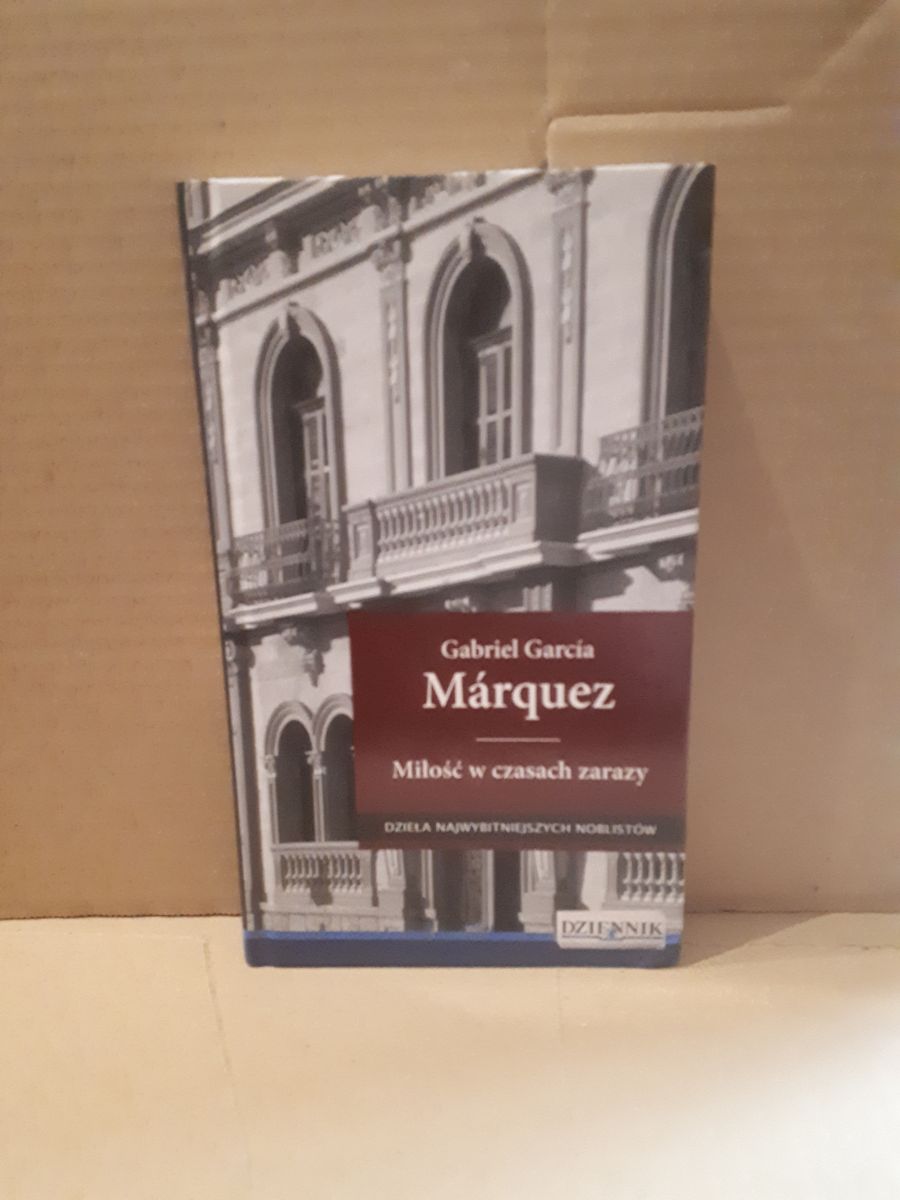 Gabriel García
Márquez
Miłość w czasach zarazy
DZIEŁA NAJWYBITNIEJSZYCH NOBLISTÓW
DZIENNIK